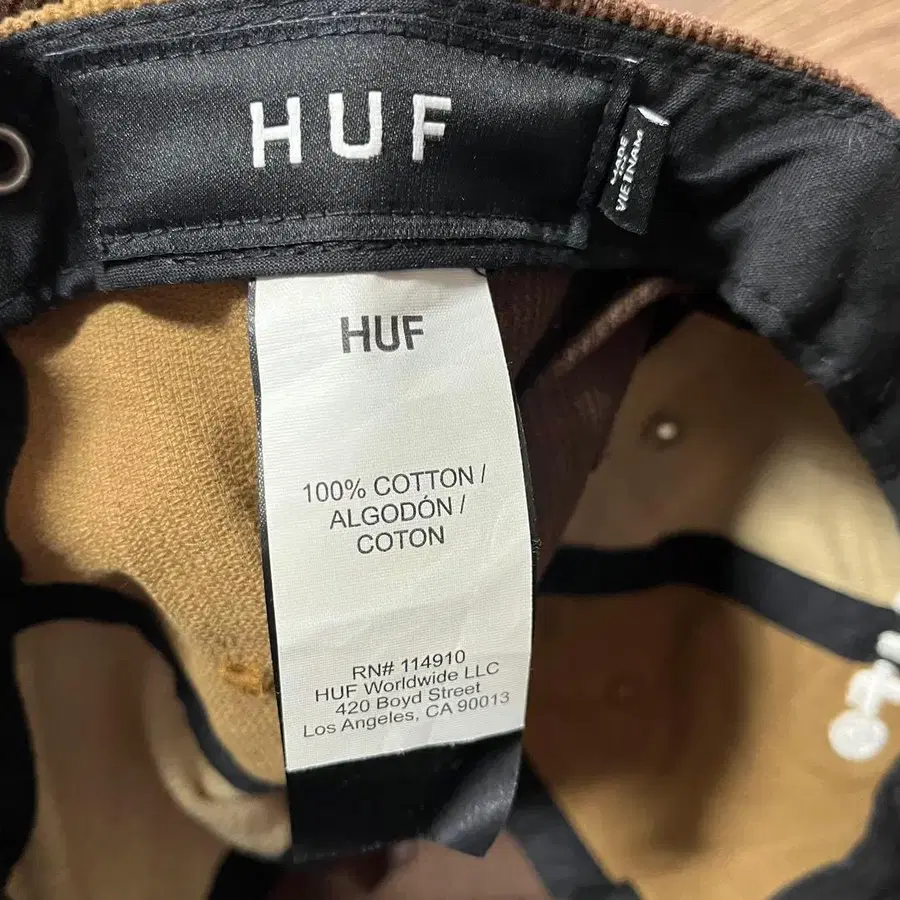 HUF
MADE
IN
VIETNAM
HUF
100% COTTON /
ALGODÓN /
COTON
RN# 114910
HUF Worldwide LLC
420 Boyd Street
Los Angeles, CA 90013